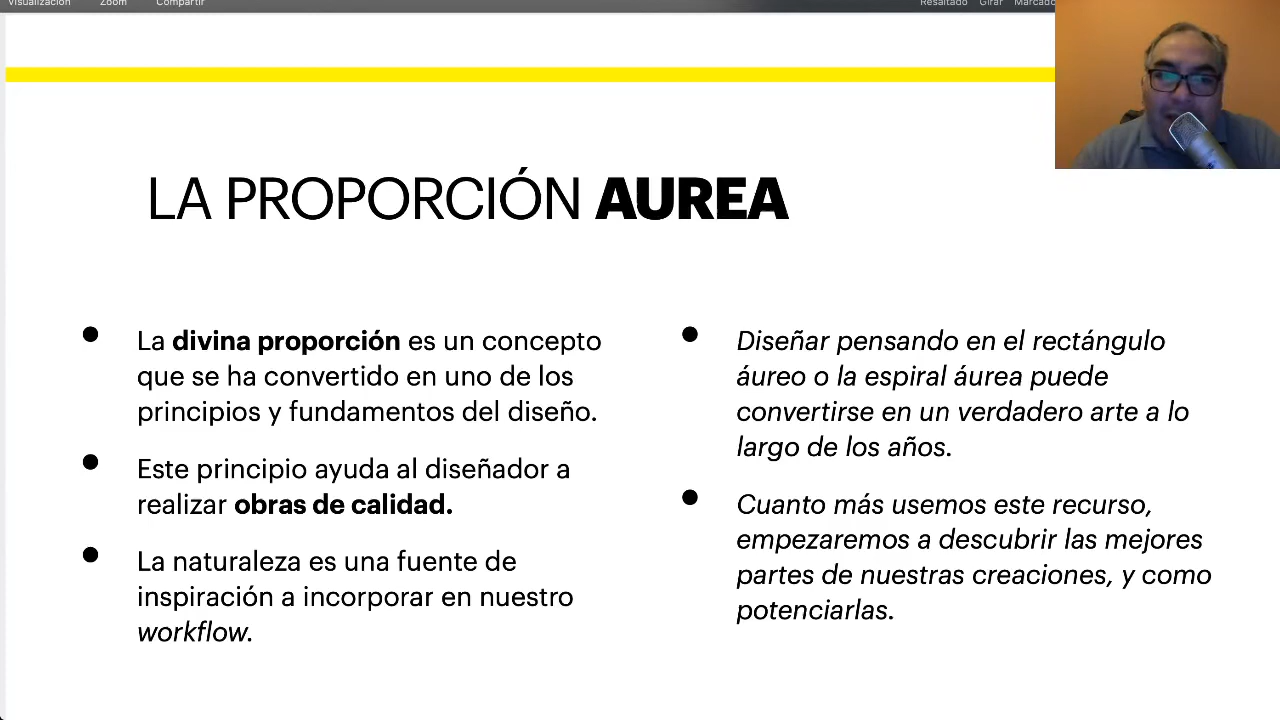 Visualización Zoom Compartir Resaltado Girar Marcado
LA PROPORCIÓN AUREA
La divina proporción es un concepto
que se ha convertido en uno de los
principios y fundamentos del diseño.
Este principio ayuda al diseñador a
realizar obras de calidad.
La naturaleza es una fuente de
inspiración a incorporar en nuestro
workflow.
Diseñar pensando en el rectángulo
áureo o la espiral áurea puede
convertirse en un verdadero arte a lo
largo de los años.
Cuanto más usemos este recurso,
empezaremos a descubrir las mejores
partes de nuestras creaciones, y como
potenciarlas.